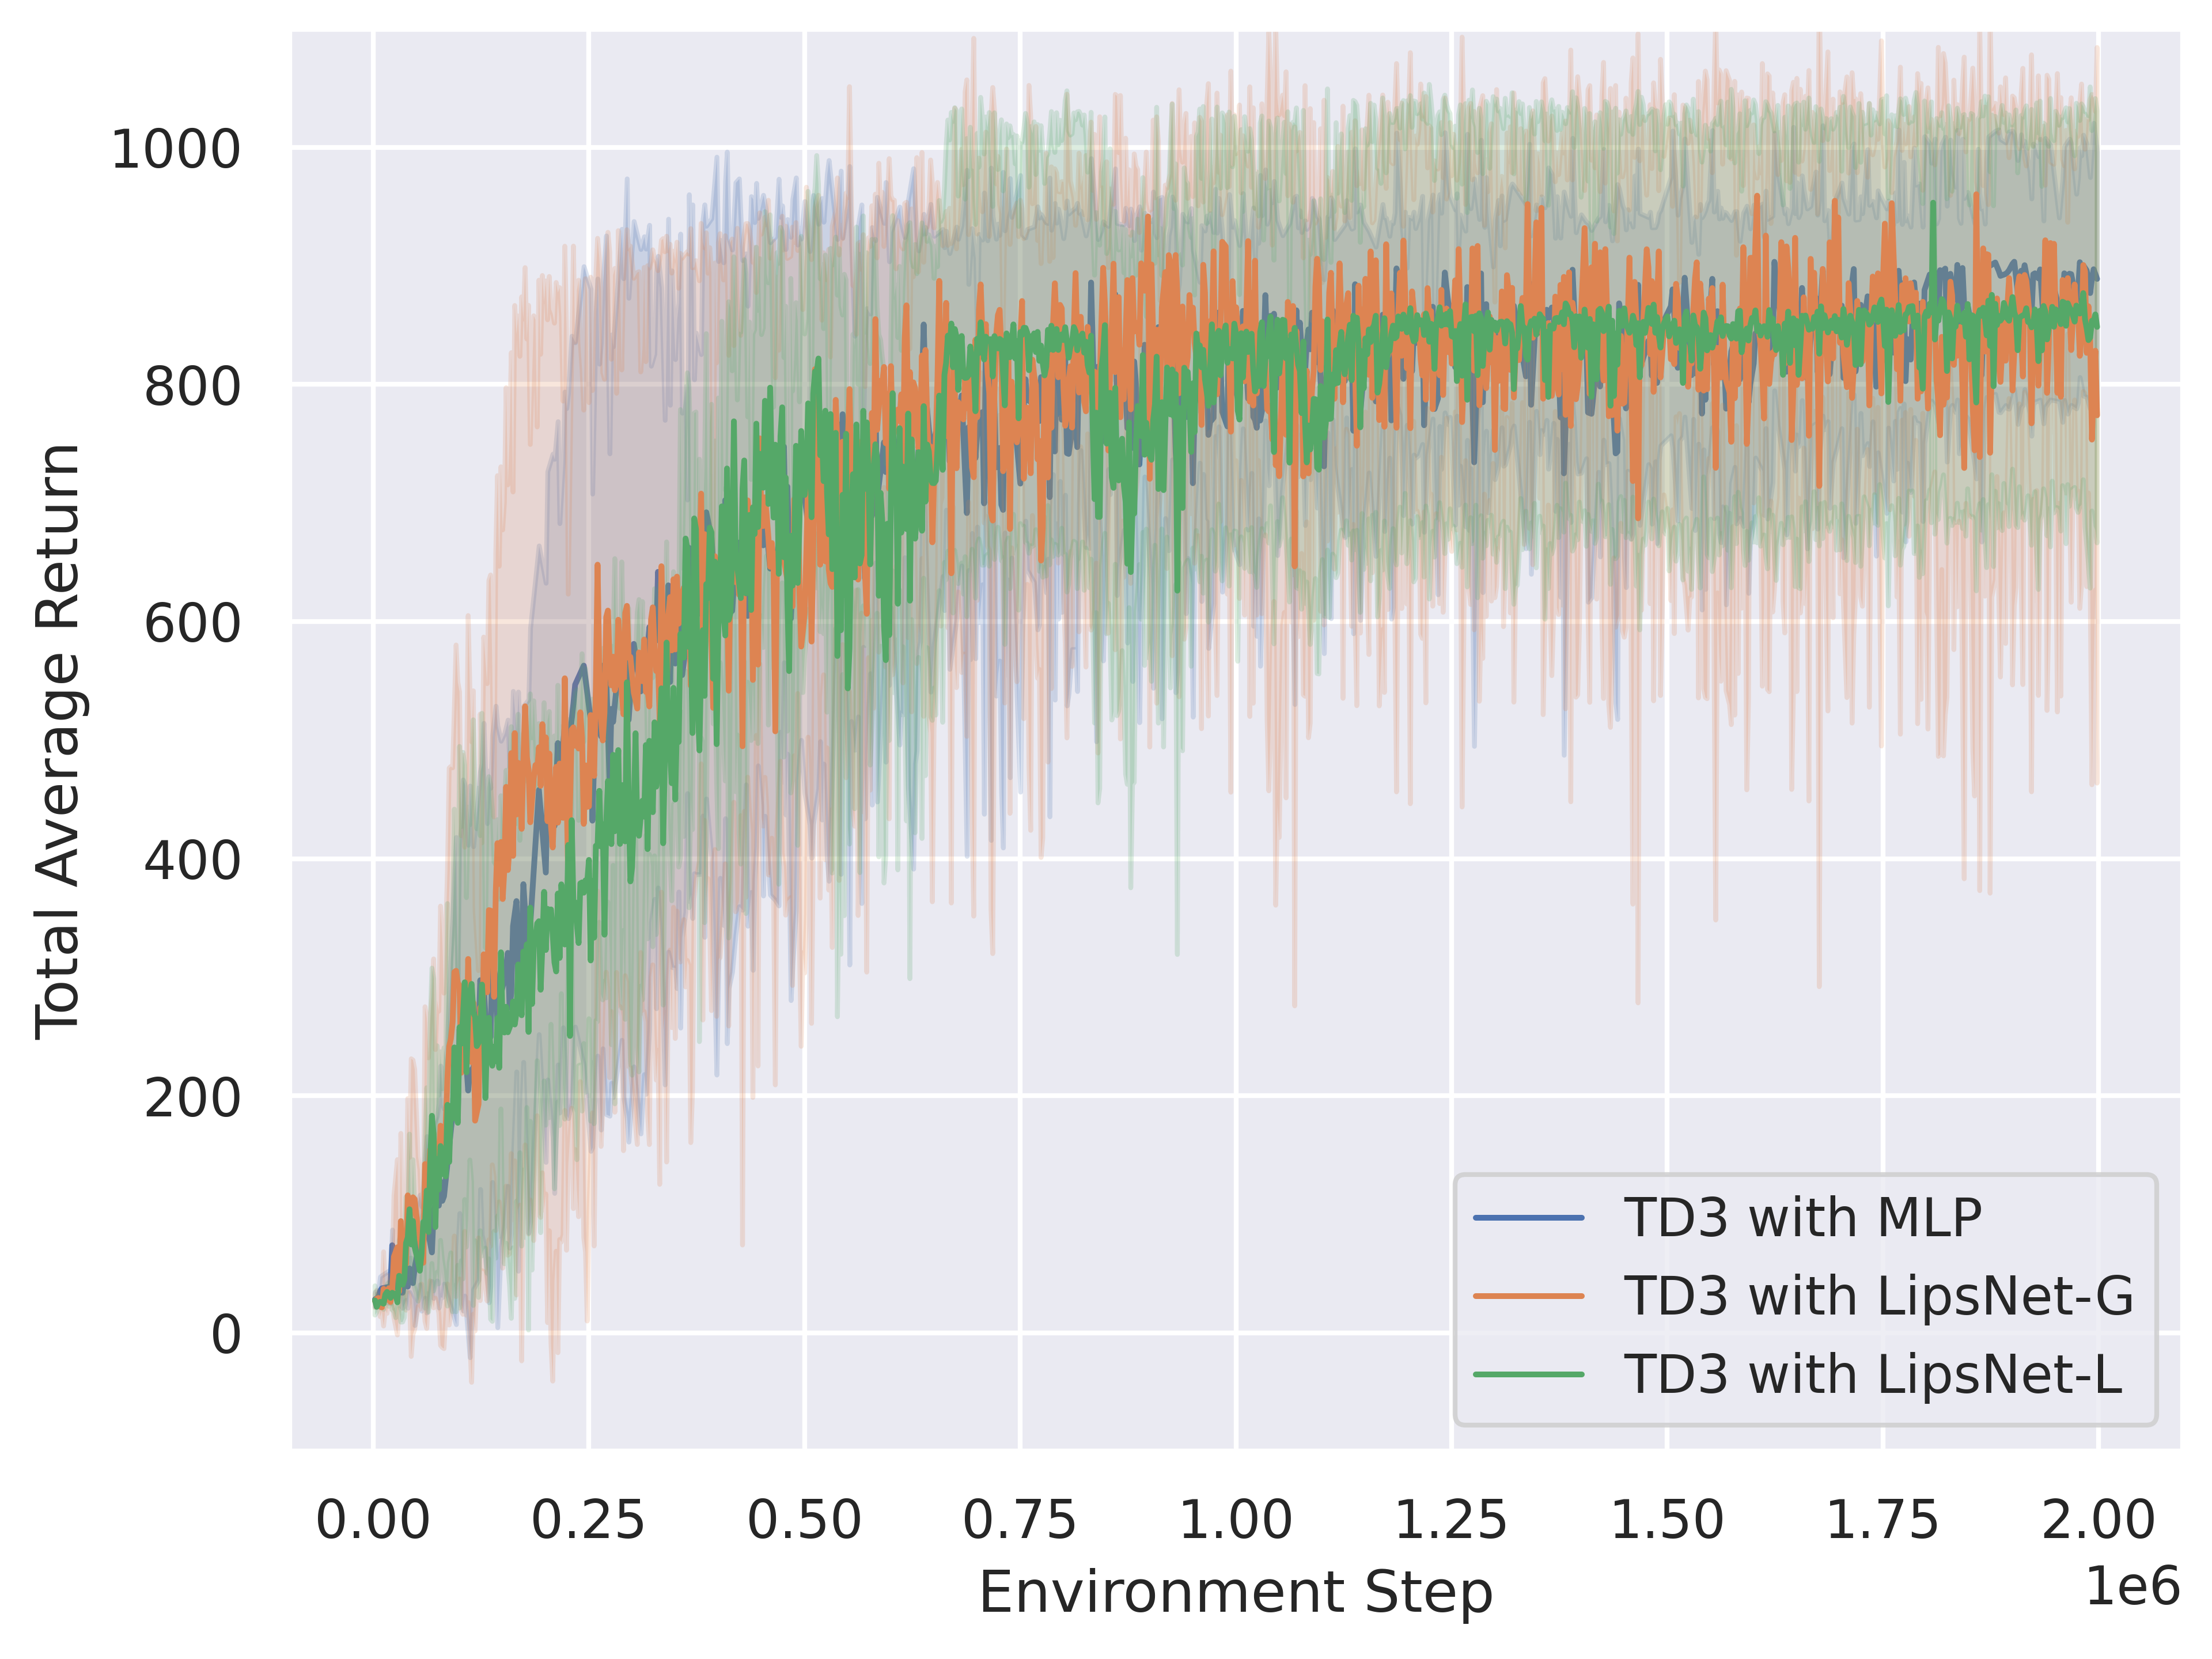 Total Average Return
1000
800
600
400
200
0
TD3 with MLP
TD3 with LipsNet-G
TD3 with LipsNet-L
0.00 0.25 0.50 0.75 1.00 1.25 1.50 1.75 2.00
1e6
Environment Step